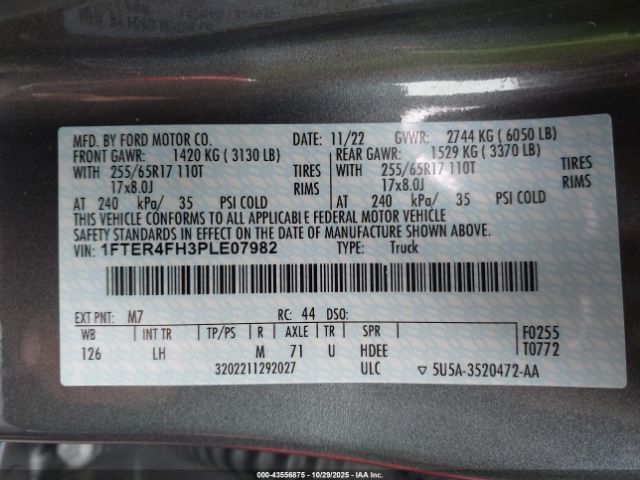 MFD. BY FORD MOTOR CO. DATE: 11/22 GVWR: 2744 KG ( 6050 LB)
FRONT GAWR: 1420 KG ( 3130 LB) REAR GAWR: 1529 KG ( 3370 LB)
WITH 255/65R17 110T TIRES WITH 255/65R17 110T TIRES
17x8.0J RIMS 17x8.0J RIMS
AT 240 kPa/ 35 PSI COLD AT 240 kPa/ 35 PSI COLD
THIS VEHICLE CONFORMS TO ALL APPLICABLE FEDERAL MOTOR VEHICLE
SAFETY STANDARDS IN EFFECT ON THE DATE OF MANUFACTURE SHOWN ABOVE.
VIN: 1FTER4FH3PLE07982 TYPE: Truck
EXT PNT: M7 RC: 44 DSO:
WB INT TR TP/PS R AXLE TR SPR F0255
126 LH M 71 U HDEE T0772
3202211292027 ULC ▽ 5U5A-3520472-AA
000-43556875 - 10/29/2025 - IAAI.COM